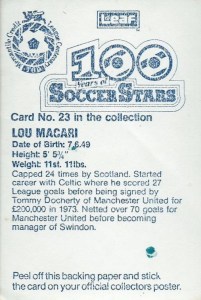 Leaf
100
Years of
SOCCER STARS
Card No. 23 in the collection
LOU MACARI
Date of Birth: 7.6.49
Height: 5' 5½"
Weight: 11st. 11lbs.
Capped 24 times by Scotland. Started
career with Celtic where he scored 27
League goals before being signed by
Tommy Docherty of Manchester United for
£200,000 in 1973. Netted over 70 goals for
Manchester United before becoming
manager of Swindon.
Peel off this backing paper and stick
the card on your official collectors poster.